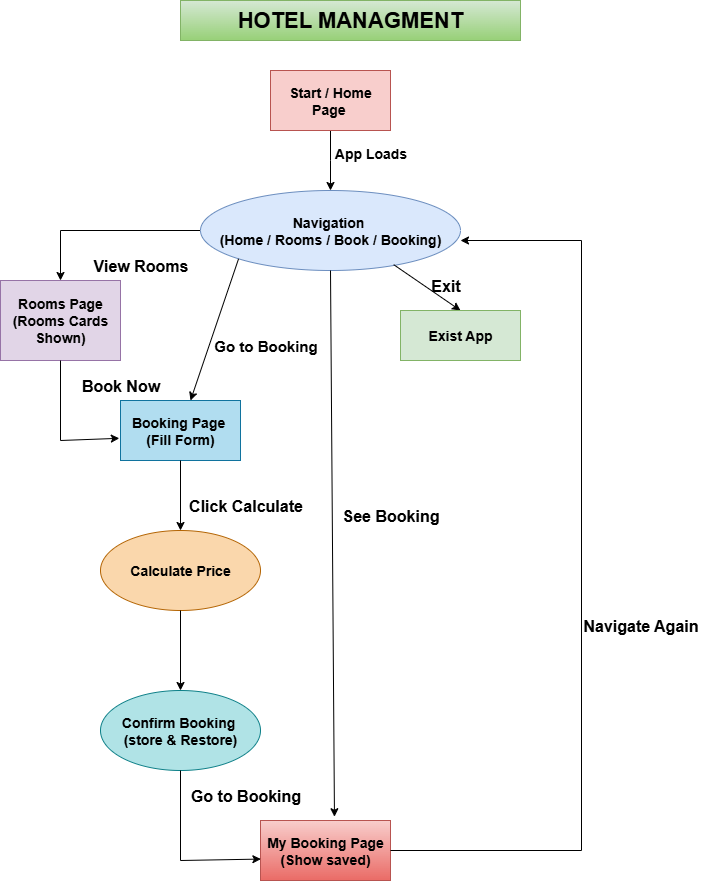 HOTEL MANAGMENT
Start / Home
Page
App Loads
Navigation
(Home / Rooms / Book / Booking)
View Rooms
Exit
Rooms Page
(Rooms Cards
Shown)
Exist App
Go to Booking
Book Now
Booking Page
(Fill Form)
Click Calculate
See Booking
Calculate Price
Navigate Again
Confirm Booking
(store & Restore)
Go to Booking
My Booking Page
(Show saved)